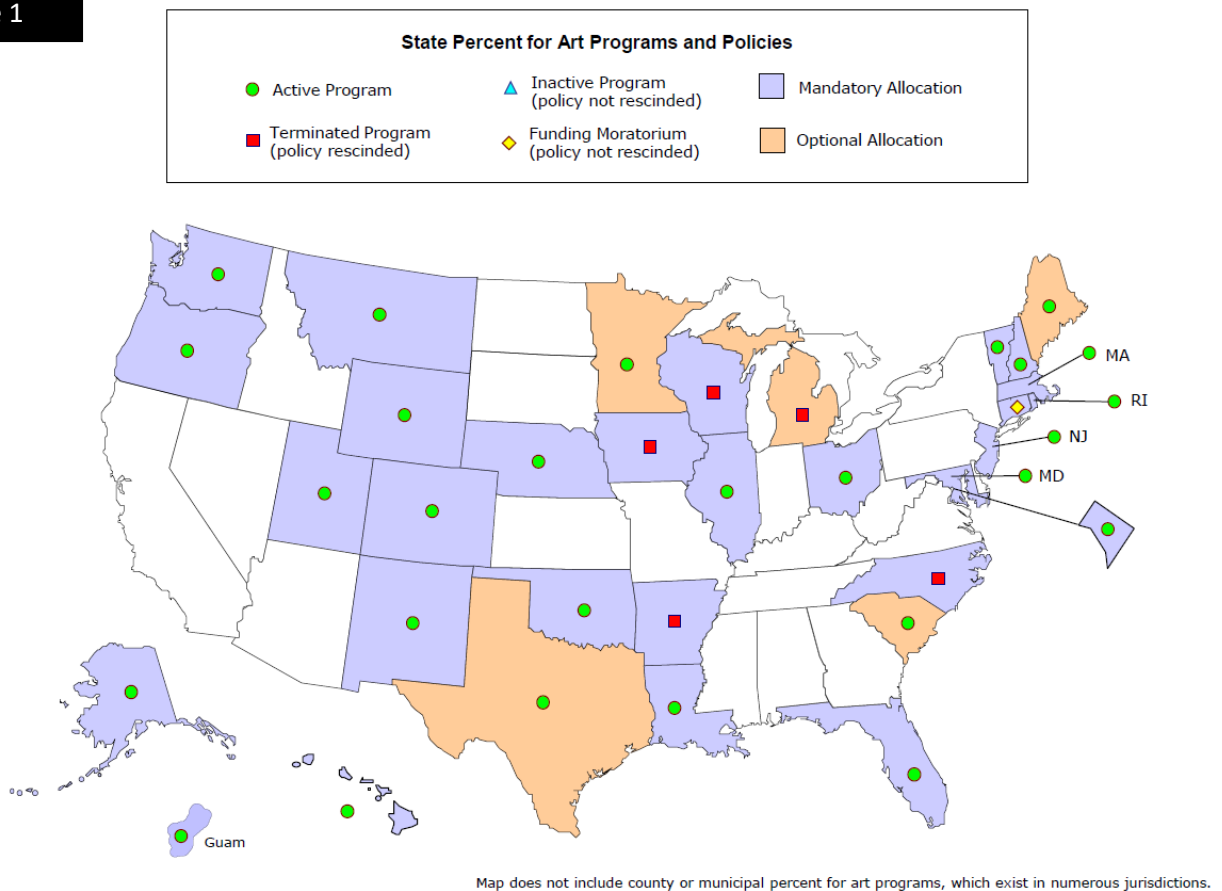 1
State Percent for Art Programs and Policies
Active Program
Inactive Program
(policy not rescinded)
Mandatory Allocation
Terminated Program
(policy rescinded)
Funding Moratorium
(policy not rescinded)
Optional Allocation
MA
RI
NJ
MD
Guam
Map does not include county or municipal percent for art programs, which exist in numerous jurisdictions.